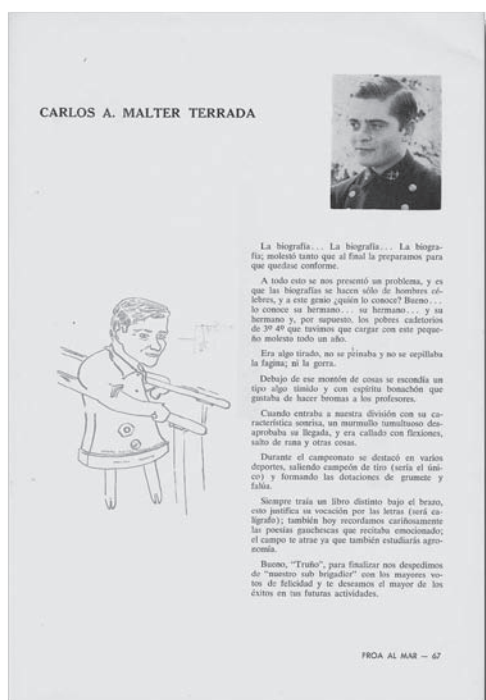 CARLOS A. MALTER TERRADA
La biografía... La biografía... La biogra-
fía; molestó tanto que al final la preparamos para
que quedase conforme.
A todo esto se nos presentó un problema, y es
que las biografías se hacen sólo de hombres cé-
lebres, y a este genio ¿quién lo conoce? Bueno...
lo conoce su hermano... su hermano... y su
hermano y, por supuesto, los pobres cadetorios
de 3º 4º que tuvimos que cargar con este peque-
ño molesto todo un año.
Era algo tirado, no se peinaba y no se cepillaba
la fagina; ni la gorra.
Debajo de ese montón de cosas se escondía un
tipo algo tímido y con espíritu bonachón que
gustaba de hacer bromas a los profesores.
Cuando entraba a nuestra división con su ca-
racterística sonrisa, un murmullo tumultuoso des-
aprobaba su llegada, y era callado con flexiones,
salto de rana y otras cosas.
Durante el campeonato se destacó en varios
deportes, saliendo campeón de tiro (sería el úni-
co) y formando las dotaciones de grumete y
falúa.
Siempre traía un libro distinto bajo el brazo,
esto justifica su vocación por las letras (será ca-
lígrafo); también hoy recordamos cariñosamente
las poesías gauchescas que recitaba emocionado;
el campo te atrae ya que también estudiarás agro-
nomía.
Bueno, "Truño", para finalizar nos despedimos
de "nuestro sub brigadier" con los mayores vo-
tos de felicidad y te deseamos el mayor de los
éxitos en tus futuras actividades.
PROA AL MAR — 67